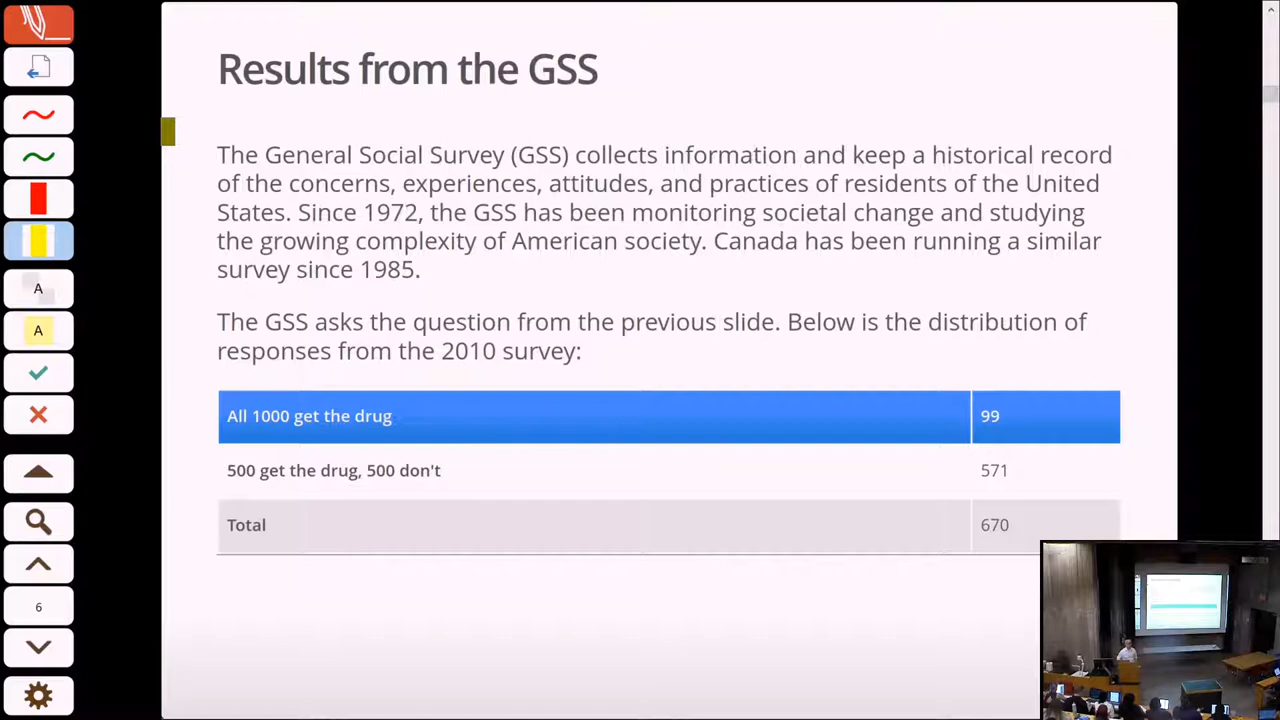 Results from the GSS
The General Social Survey (GSS) collects information and keep a historical record
of the concerns, experiences, attitudes, and practices of residents of the United
States. Since 1972, the GSS has been monitoring societal change and studying
the growing complexity of American society. Canada has been running a similar
survey since 1985.
The GSS asks the question from the previous slide. Below is the distribution of
responses from the 2010 survey:
All 1000 get the drug 99
500 get the drug, 500 don't 571
Total 670
A
A
6